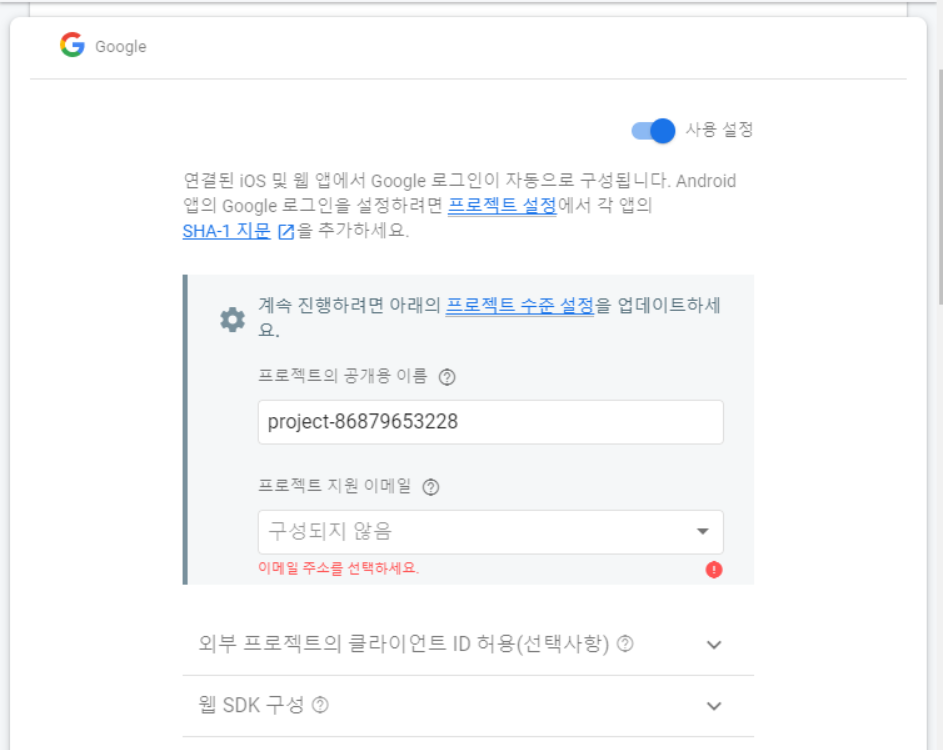 Google
사용 설정
연결된 iOS 및 웹 앱에서 Google 로그인이 자동으로 구성됩니다. Android
앱의 Google 로그인을 설정하려면 프로젝트 설정에서 각 앱의
SHA-1 지문을 추가하세요.
계속 진행하려면 아래의 프로젝트 수준 설정을 업데이트하세
요.
프로젝트의 공개용 이름
project-86879653228
프로젝트 지원 이메일
구성되지 않음
이메일 주소를 선택하세요.
외부 프로젝트의 클라이언트 ID 허용(선택사항)
웹 SDK 구성